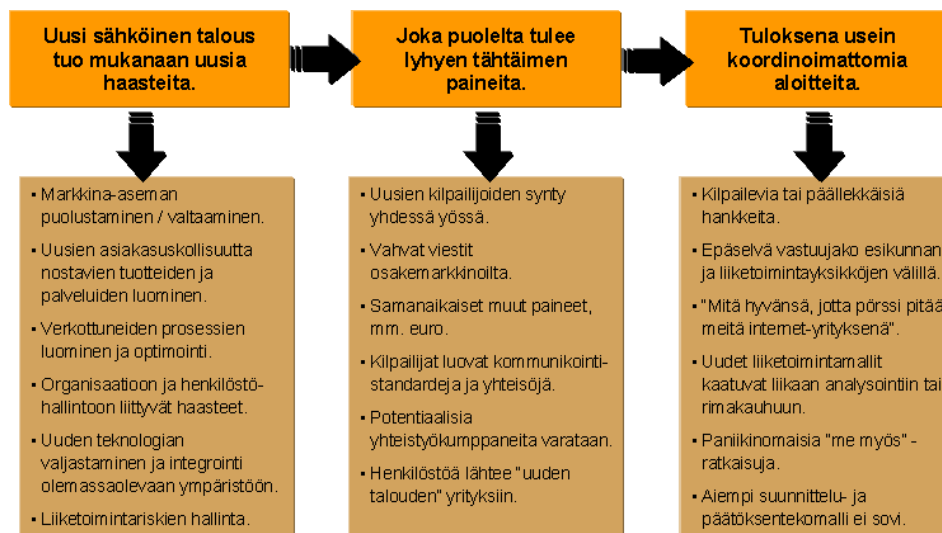 Uusi sähköinen talous
tuo mukanaan uusia
haasteita.
Joka puolelta tulee
lyhyen tähtäimen
paineita.
Tuloksena usein
koordinoimattomia
aloitteita.
▪ Markkina-aseman
puolustaminen / valtaaminen.
▪ Uusien asiakasuskollisuutta
nostavien tuotteiden ja
palveluiden luominen.
▪ Verkottuneiden prosessien
luominen ja optimointi.
▪ Organisaatioon ja henkilöstö-
hallintoon liittyvät haasteet.
▪ Uuden teknologian
valjastaminen ja integrointi
olemassaolevaan ympäristöön.
▪ Liiketoimintariskien hallinta.
▪ Uusien kilpailijoiden synty
yhdessä yössä.
▪ Vahvat viestit
osakemarkkinoilta.
▪ Samanaikaiset muut paineet,
mm. euro.
▪ Kilpailijat luovat kommunikointi-
standardeja ja yhteisöjä.
▪ Potentiaalisia
yhteistyökumppaneita varataan.
▪ Henkilöstöä lähtee "uuden
talouden" yrityksiin.
▪ Kilpailevia tai päällekkäisiä
hankkeita.
▪ Epäselvä vastuujako esikunnan
ja liiketoimintayksikköjen välillä.
▪ "Mitä hyvänsä, jotta pörssi pitää
meitä internet-yrityksenä".
▪ Uudet liiketoimintamallit
kaatuvat liikaan analysointiin tai
rimakauhuun.
▪ Paniikinomaisia "me myös" -
ratkaisuja.
▪ Aiempi suunnittelu- ja
päätöksentekomalli ei sovi.